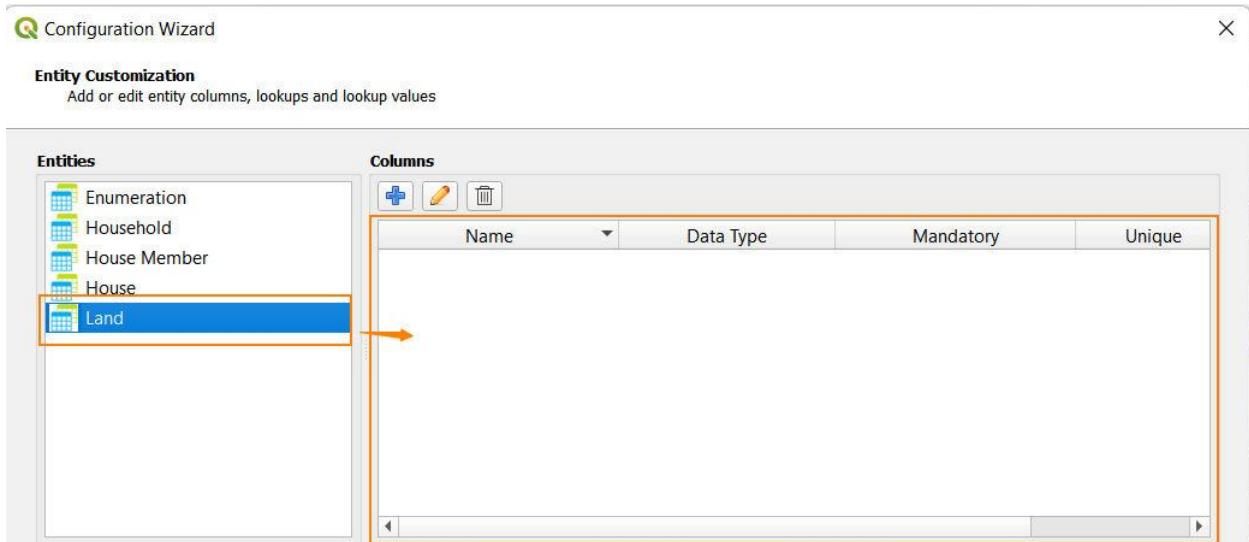 Configuration Wizard
Entity Customization
Add or edit entity columns, lookups and lookup values
Entities
Enumeration
Household
House Member
House
Land
Columns
Name Data Type Mandatory Unique